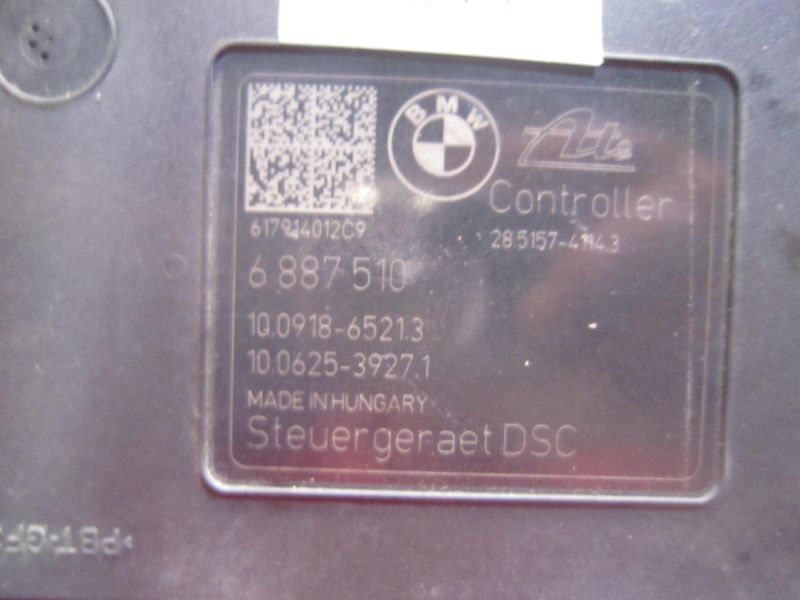 BMW
Ate
Controller
617914012C9
28.5157-4114.3
6 887 510
10.0918-6521.3
10.0625-3927.1
MADE IN HUNGARY
Steuergeraet DSC